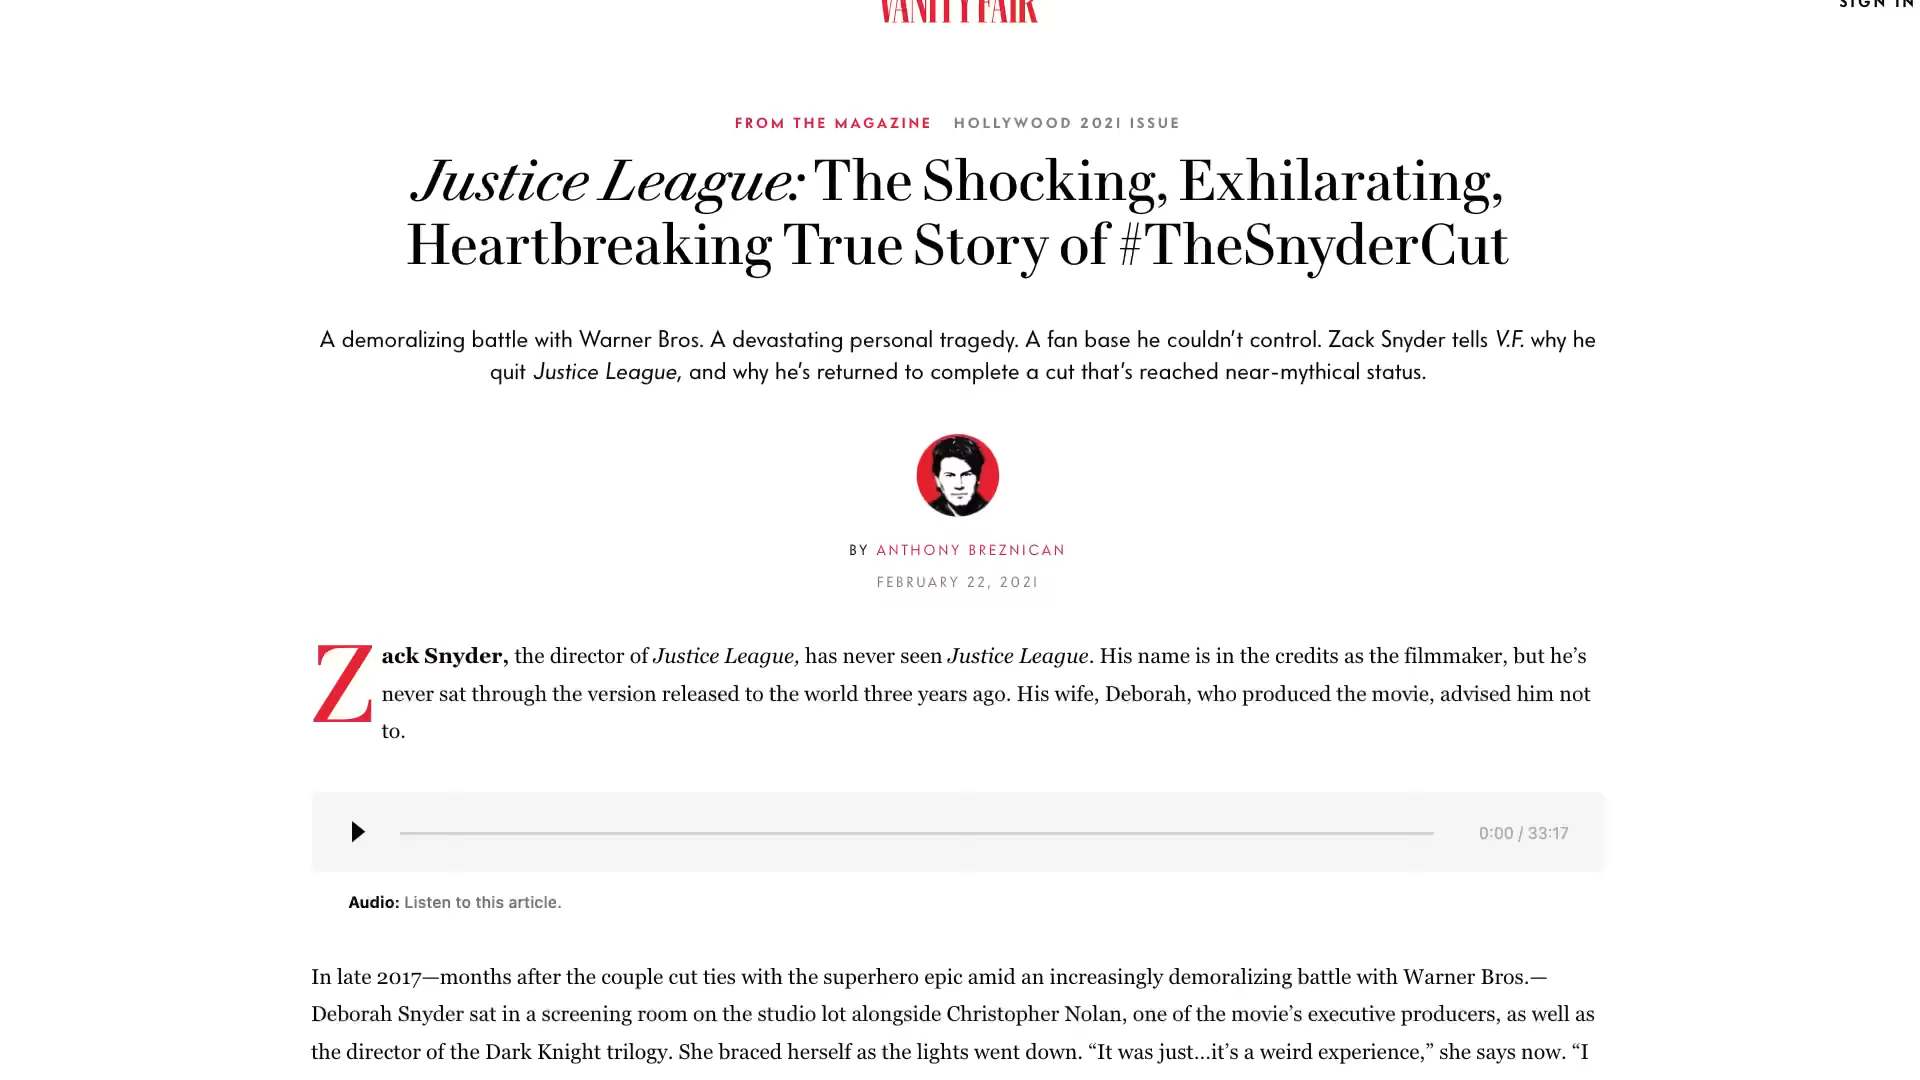 VANITY FAIR
SIGN IN
FROM THE MAGAZINE HOLLYWOOD 2021 ISSUE
Justice League: The Shocking, Exhilarating,
Heartbreaking True Story of #TheSnyderCut
A demoralizing battle with Warner Bros. A devastating personal tragedy. A fan base he couldn’t control. Zack Snyder tells V.F. why he
quit Justice League, and why he’s returned to complete a cut that’s reached near-mythical status.
BY ANTHONY BREZNICAN
FEBRUARY 22, 2021
Zack Snyder, the director of Justice League, has never seen Justice League. His name is in the credits as the filmmaker, but he’s
never sat through the version released to the world three years ago. His wife, Deborah, who produced the movie, advised him not
to.
0:00 / 33:17
Audio: Listen to this article.
In late 2017—months after the couple cut ties with the superhero epic amid an increasingly demoralizing battle with Warner Bros.—
Deborah Snyder sat in a screening room on the studio lot alongside Christopher Nolan, one of the movie’s executive producers, as well as
the director of the Dark Knight trilogy. She braced herself as the lights went down. “It was just…it’s a weird experience,” she says now. “I